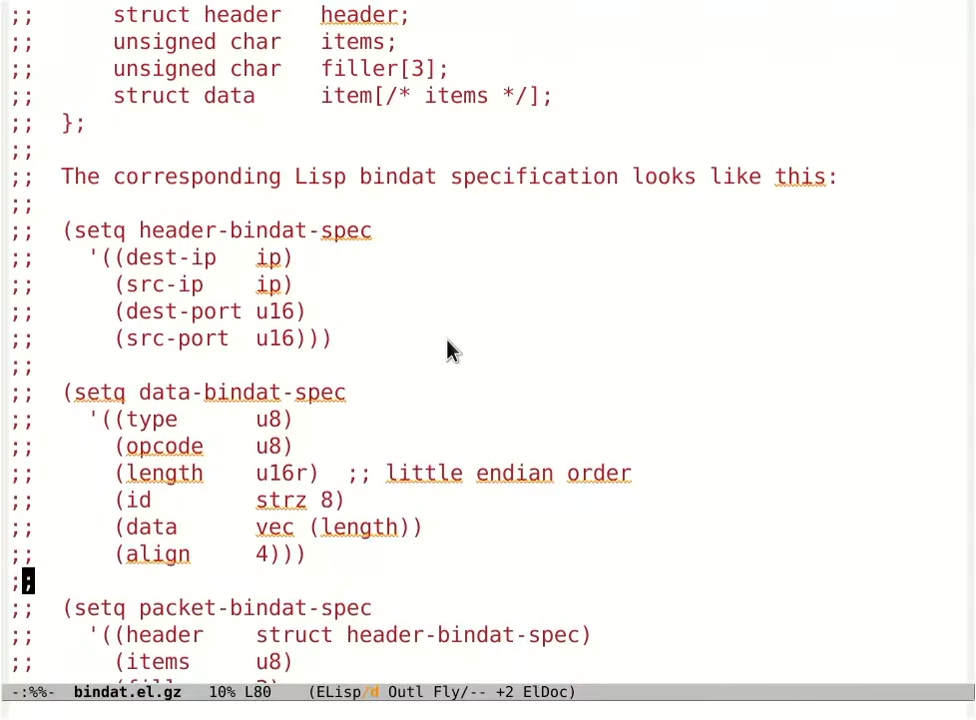 ;;      struct header   header;
;;      unsigned char   items;
;;      unsigned char   filler[3];
;;      struct data     item[/* items */];
;;  };
;;
;;  The corresponding Lisp bindat specification looks like this:
;;
;;  (setq header-bindat-spec
;;    '((dest-ip   ip)
;;      (src-ip    ip)
;;      (dest-port u16)
;;      (src-port  u16)))
;;
;;  (setq data-bindat-spec
;;    '((type      u8)
;;      (opcode    u8)
;;      (length    u16r)  ;; little endian order
;;      (id        strz 8)
;;      (data      vec (length))
;;      (align     4)))
;;
;;  (setq packet-bindat-spec
;;    '((header    struct header-bindat-spec)
;;      (items     u8)
-:%%-  bindat.el.gz   10% L80    (ELisp/d Outl Fly/-- +2 ElDoc)